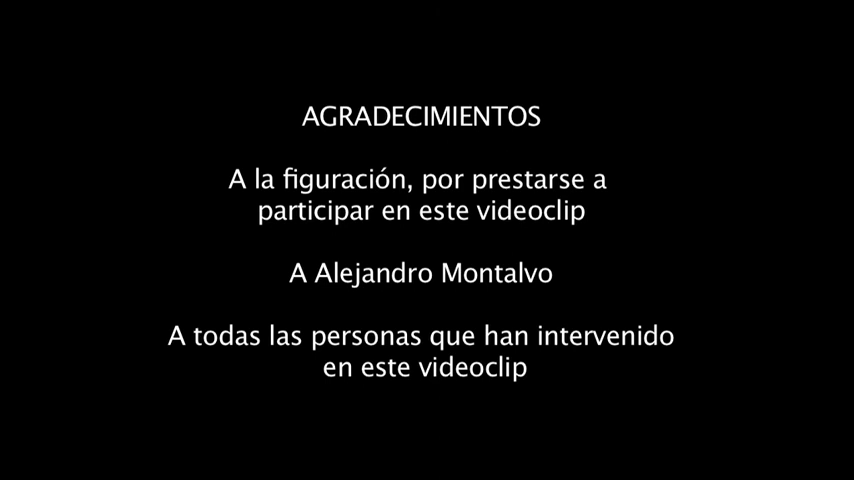 AGRADECIMIENTOS
A la figuración, por prestarse a
participar en este videoclip
A Alejandro Montalvo
A todas las personas que han intervenido
en este videoclip